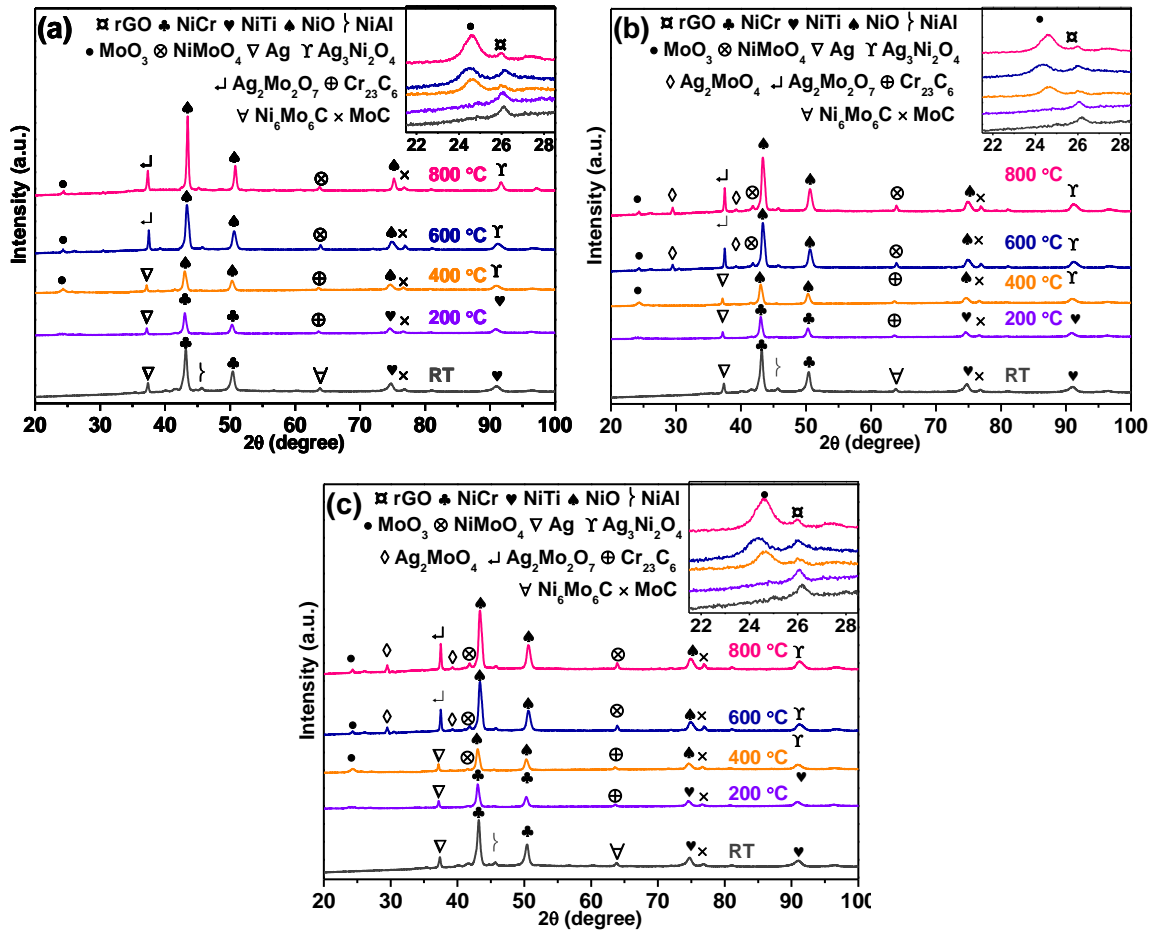 (a)
¤ rGO ♣ NiCr ♥ NiTi ♠ NiO } NiAl
● MoO₃ ⊗ NiMoO₄ ∇ Ag ϒ Ag₃Ni₂O₄
↵ Ag₂Mo₂O₇ ⊕ Cr₂₃C₆
∀ Ni₆Mo₆C × MoC
22 24 26 28
800 °C
600 °C
400 °C
200 °C
RT
Intensity (a.u.)
20 30 40 50 60 70 80 90 100
2θ (degree)
(b)
¤ rGO ♣ NiCr ♥ NiTi ♠ NiO } NiAl
● MoO₃ ⊗ NiMoO₄ ∇ Ag ϒ Ag₃Ni₂O₄
◊ Ag₂MoO₄ ↵ Ag₂Mo₂O₇ ⊕ Cr₂₃C₆
∀ Ni₆Mo₆C × MoC
22 24 26 28
800 °C
600 °C
400 °C
200 °C
RT
Intensity (a.u.)
20 30 40 50 60 70 80 90 100
2θ (degree)
(c)
¤ rGO ♣ NiCr ♥ NiTi ♠ NiO } NiAl
● MoO₃ ⊗ NiMoO₄ ∇ Ag ϒ Ag₃Ni₂O₄
◊ Ag₂MoO₄ ↵ Ag₂Mo₂O₇ ⊕ Cr₂₃C₆
∀ Ni₆Mo₆C × MoC
22 24 26 28
800 °C
600 °C
400 °C
200 °C
RT
Intensity (a.u.)
20 30 40 50 60 70 80 90 100
2θ (degree)